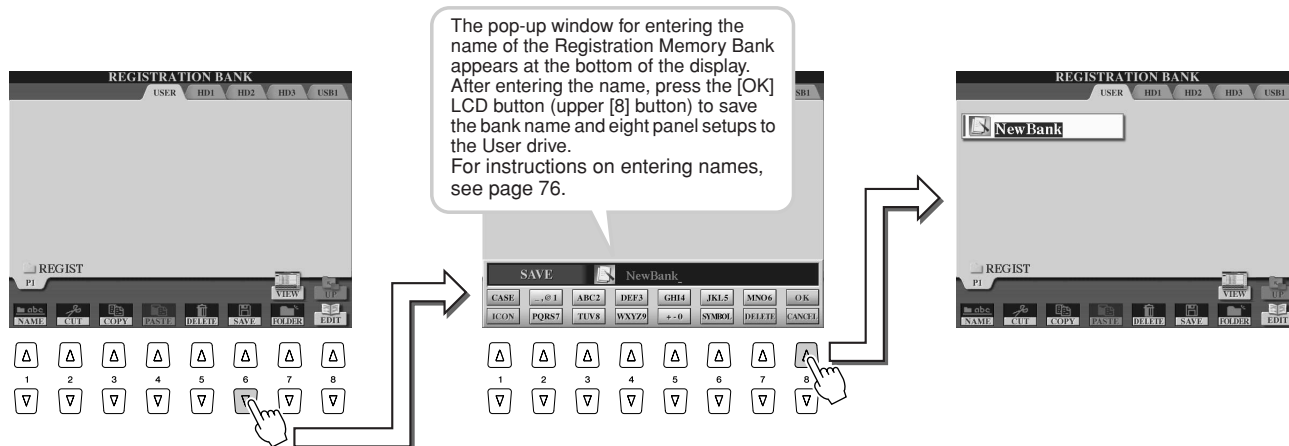 The pop-up window for entering the
name of the Registration Memory Bank
appears at the bottom of the display.
After entering the name, press the [OK]
LCD button (upper [8] button) to save
the bank name and eight panel setups to
the User drive.
For instructions on entering names,
see page 76.
REGISTRATION BANK
USER HD1 HD2 HD3 USB1
REGIST
P1
VIEW UP
abc
NAME CUT COPY PASTE DELETE SAVE FOLDER EDIT
1 2 3 4 5 6 7 8
SB1
SAVE NewBank_
CASE _,@1 ABC2 DEF3 GHI4 JKL5 MNO6 OK
ICON PQRS7 TUV8 WXYZ9 +-0 SYMBOL DELETE CANCEL
1 2 3 4 5 6 7 8
REGISTRATION BANK
USER HD1 HD2 HD3 USB1
NewBank
REGIST
P1
VIEW UP
abc
NAME CUT COPY PASTE DELETE SAVE FOLDER EDIT